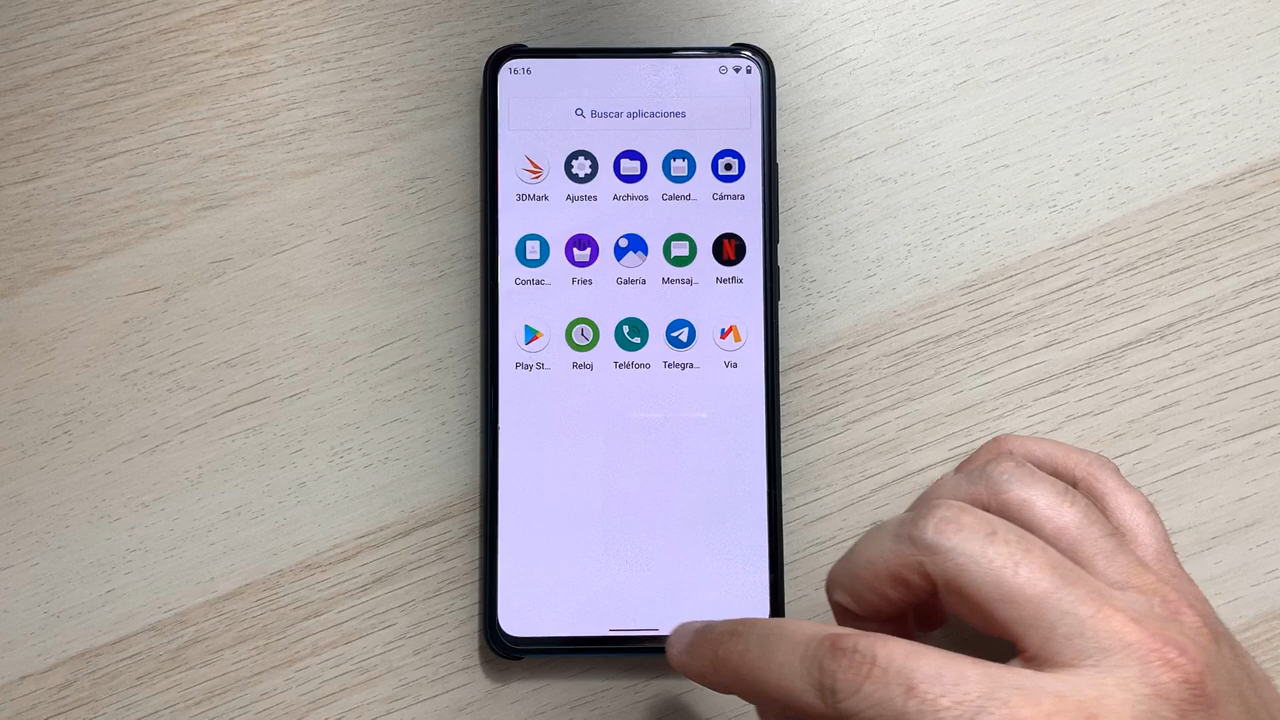 16:16
Buscar aplicaciones
3DMark Ajustes Archivos Calend... Cámara
Contac... Fries Galería Mensaj... Netflix
Play St... Reloj Teléfono Telegra... Via